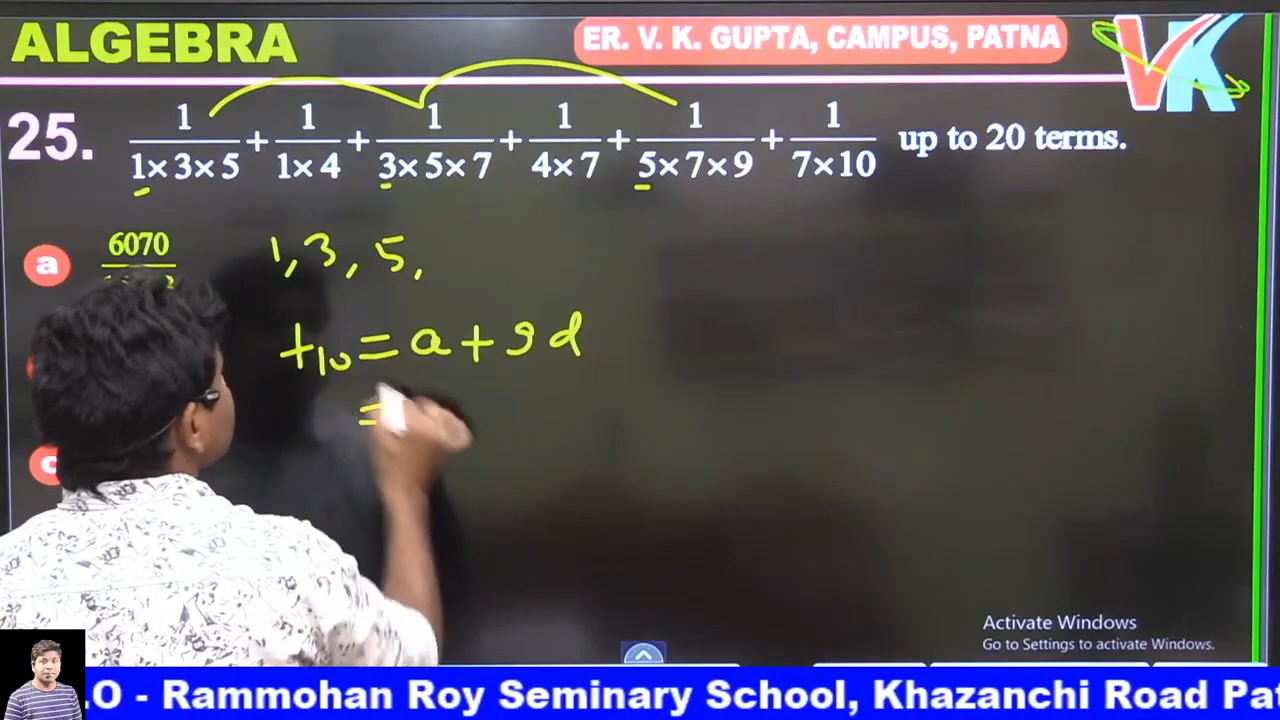 ALGEBRA
ER. V. K. GUPTA, CAMPUS, PATNA
VK
25. 1/(1×3×5) + 1/(1×4) + 1/(3×5×7) + 1/(4×7) + 1/(5×7×9) + 1/(7×10) up to 20 terms.
a 6070
1, 3, 5,
t10 = a + 9d
=
c
Activate Windows
Go to Settings to activate Windows.
.O - Rammohan Roy Seminary School, Khazanchi Road Pat